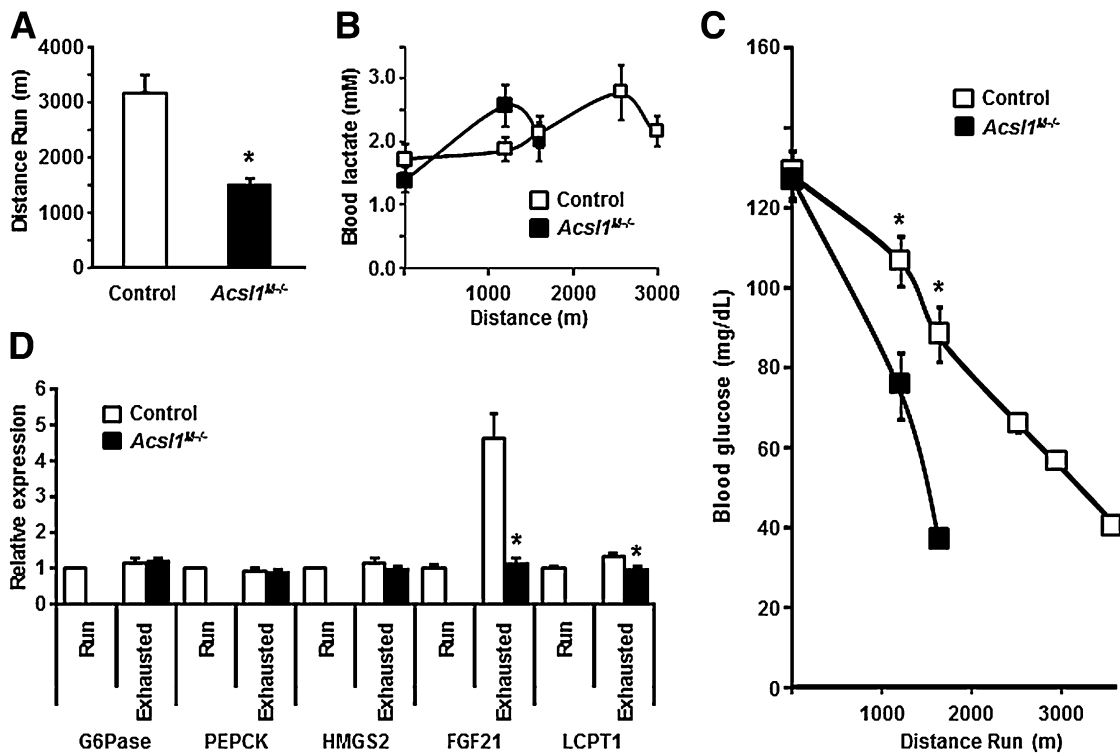 A
4000
3000
2000
1000
0
Distance Run (m)
*
Control
Acsl1ᴹ⁻/⁻
B
3.0
2.0
1.0
0.0
Blood lactate (mM)
Control
Acsl1ᴹ⁻/⁻
1000 2000 3000
Distance (m)
C
160
120
100
80
60
40
20
0
Blood glucose (mg/dL)
Control
Acsl1ᴹ⁻/⁻
*
*
1000 2000 3000
Distance Run (m)
D
6
5
4
3
2
1
0
Relative expression
Control
Acsl1ᴹ⁻/⁻
*
*
Run Exhausted Run Exhausted Run Exhausted Run Exhausted Run Exhausted
G6Pase PEPCK HMGS2 FGF21 LCPT1